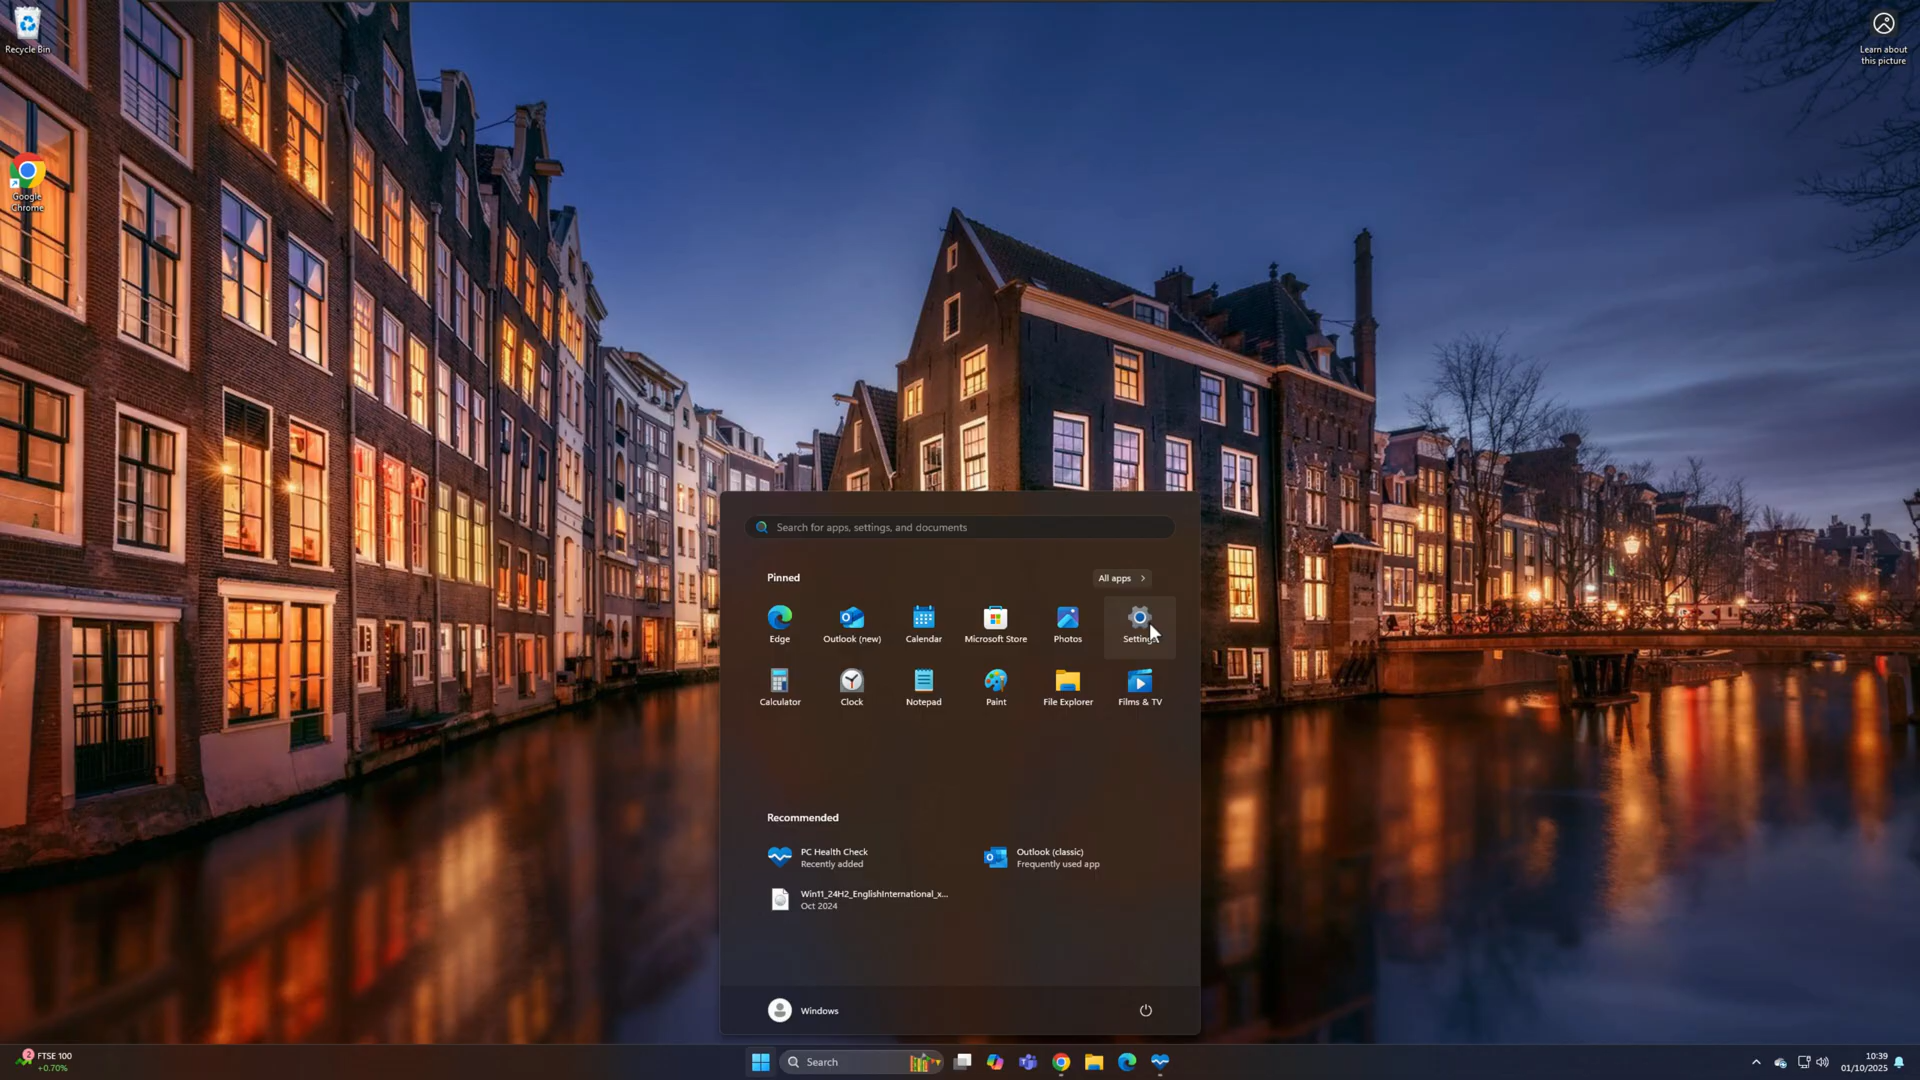 Recycle Bin
Learn about
this picture
Google
Chrome
Search for apps, settings, and documents
Pinned
All apps
Edge
Outlook (new)
Calendar
Microsoft Store
Photos
Settings
Calculator
Clock
Notepad
Paint
File Explorer
Films & TV
Recommended
PC Health Check
Recently added
Outlook (classic)
Frequently used app
Win11_24H2_EnglishInternational_x...
Oct 2024
Windows
2
FTSE 100
+0.70%
Search
10:39
01/10/2025